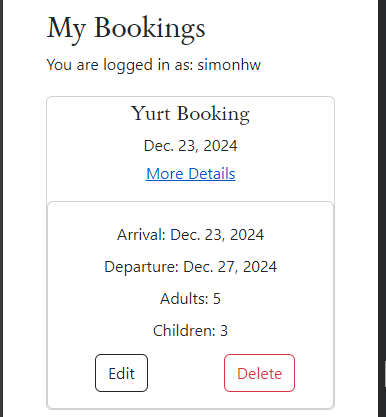 My Bookings
You are logged in as: simonhw
Yurt Booking
Dec. 23, 2024
More Details
Arrival: Dec. 23, 2024
Departure: Dec. 27, 2024
Adults: 5
Children: 3
Edit Delete